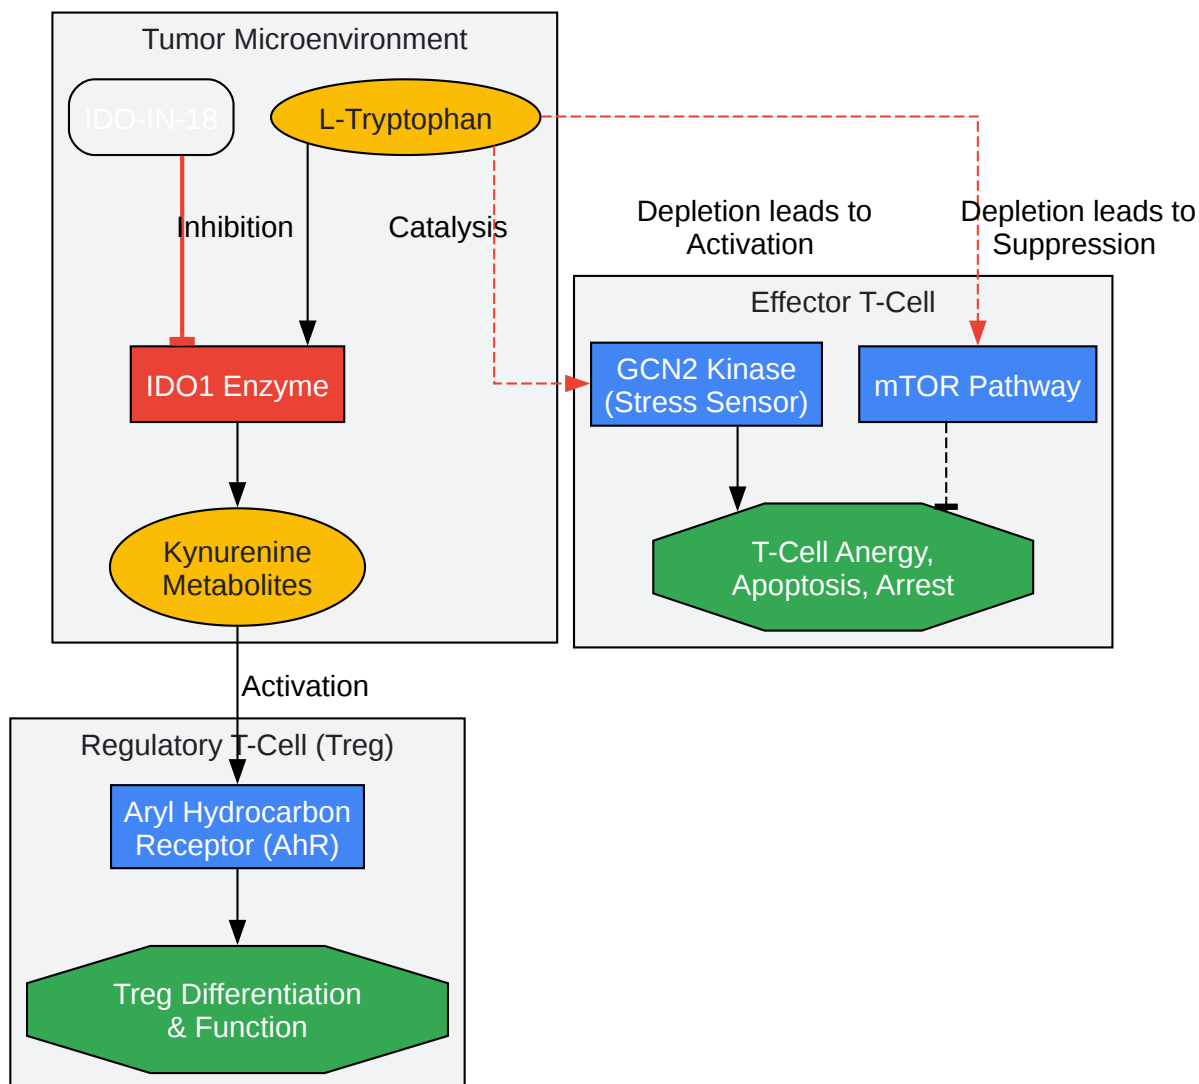 Tumor Microenvironment
IDO-IN-18
L-Tryptophan
Inhibition
Catalysis
Depletion leads to
Activation
Depletion leads to
Suppression
Effector T-Cell
IDO1 Enzyme
GCN2 Kinase
(Stress Sensor)
mTOR Pathway
Kynurenine
Metabolites
T-Cell Anergy,
Apoptosis, Arrest
Activation
Regulatory T-Cell (Treg)
Aryl Hydrocarbon
Receptor (AhR)
Treg Differentiation
& Function